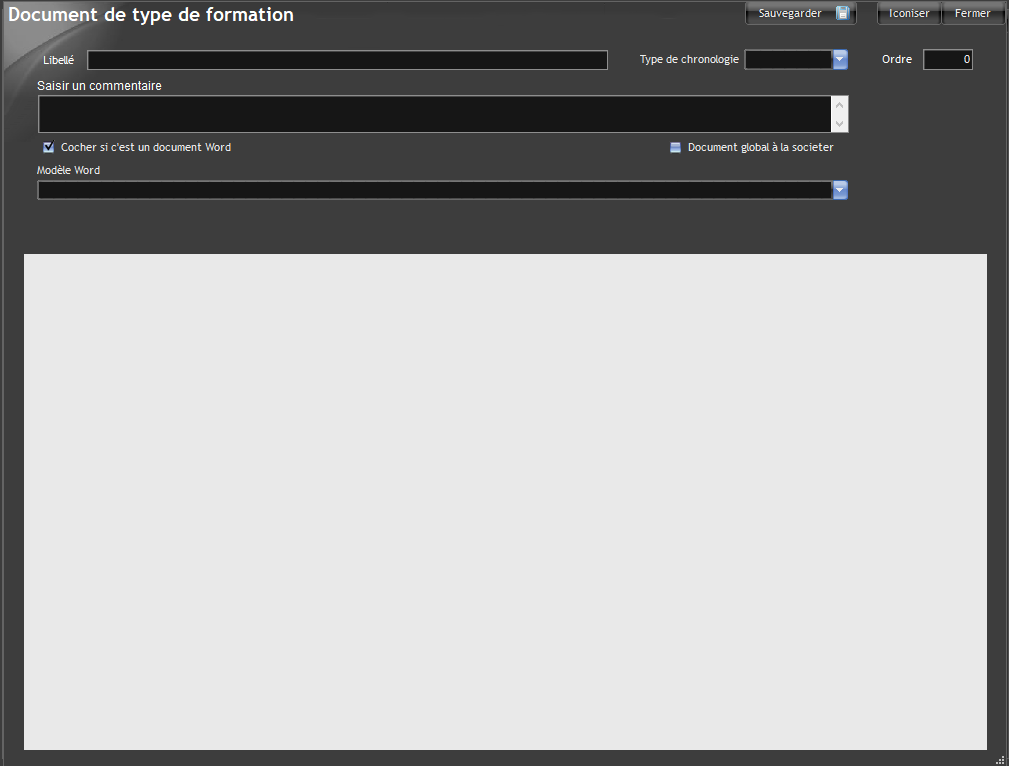 Document de type de formation
Sauvegarder Iconiser Fermer
Libellé Type de chronologie Ordre 0
Saisir un commentaire
Cocher si c'est un document Word Document global à la societer
Modèle Word